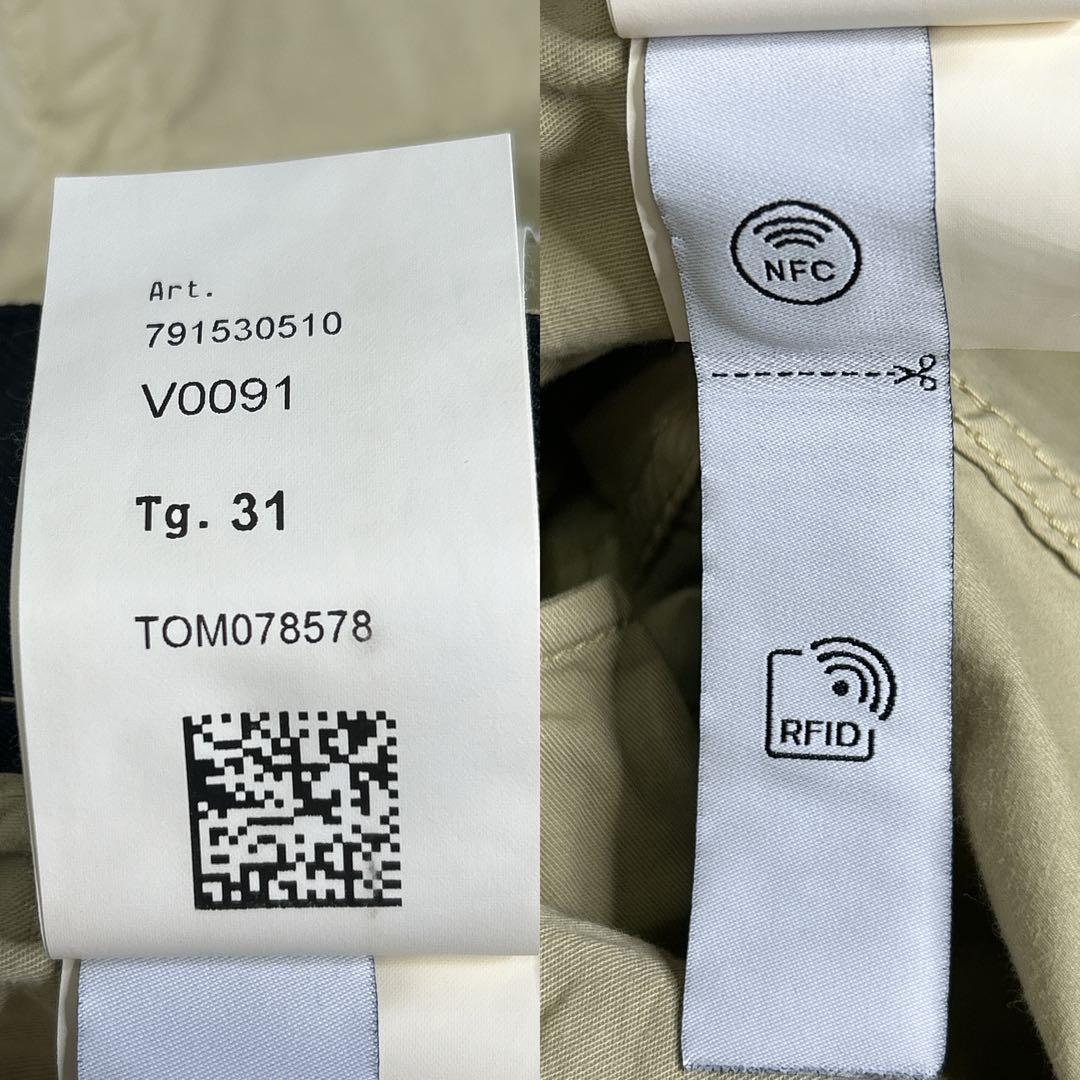 Art.
791530510
V0091
Tg. 31
TOM078578
NFC
RFID